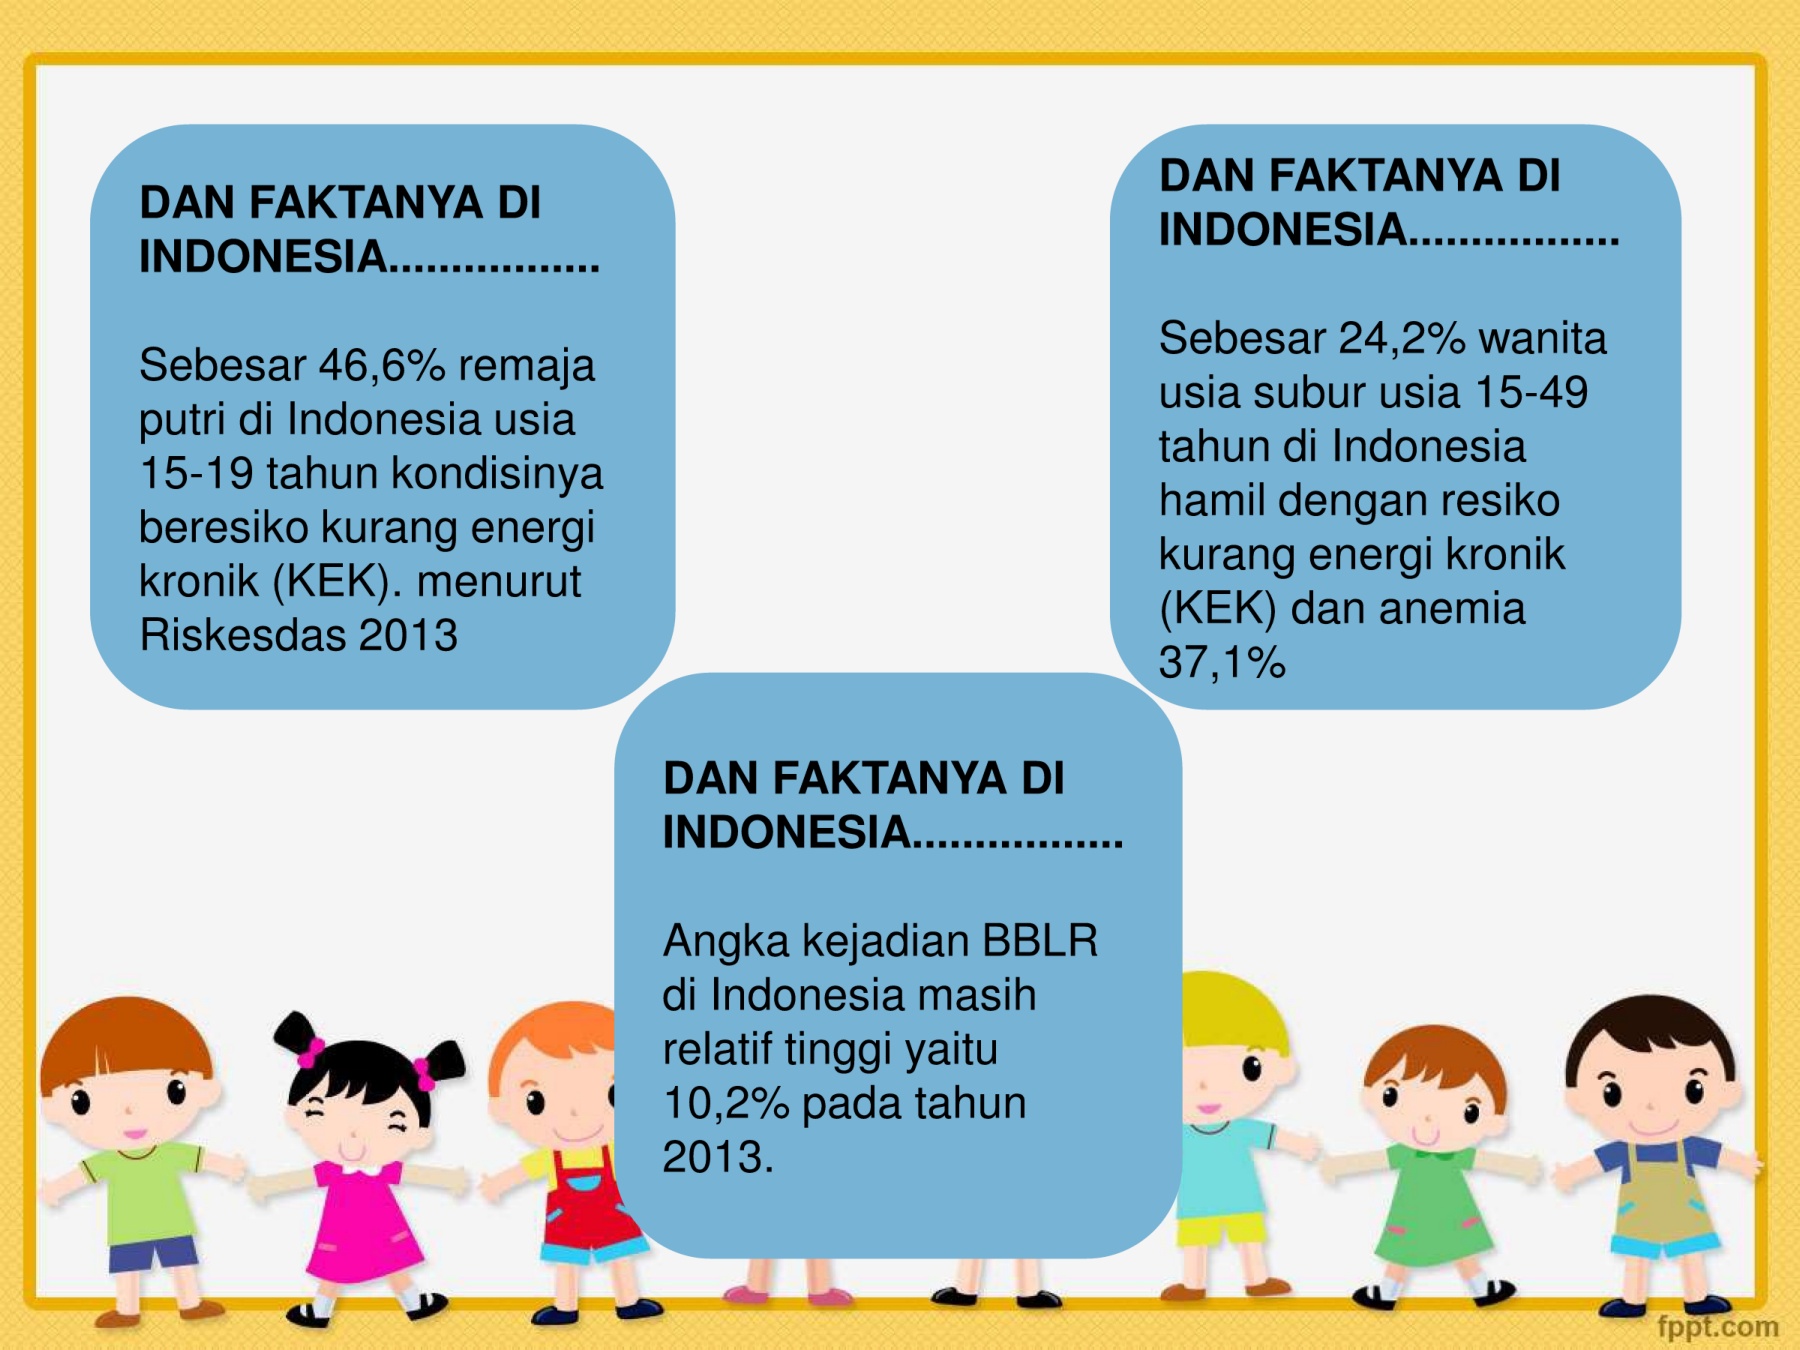 DAN FAKTANYA DI
INDONESIA.................
Sebesar 46,6% remaja
putri di Indonesia usia
15-19 tahun kondisinya
beresiko kurang energi
kronik (KEK). menurut
Riskesdas 2013
DAN FAKTANYA DI
INDONESIA.................
Sebesar 24,2% wanita
usia subur usia 15-49
tahun di Indonesia
hamil dengan resiko
kurang energi kronik
(KEK) dan anemia
37,1%
DAN FAKTANYA DI
INDONESIA.................
Angka kejadian BBLR
di Indonesia masih
relatif tinggi yaitu
10,2% pada tahun
2013.
fppt.com